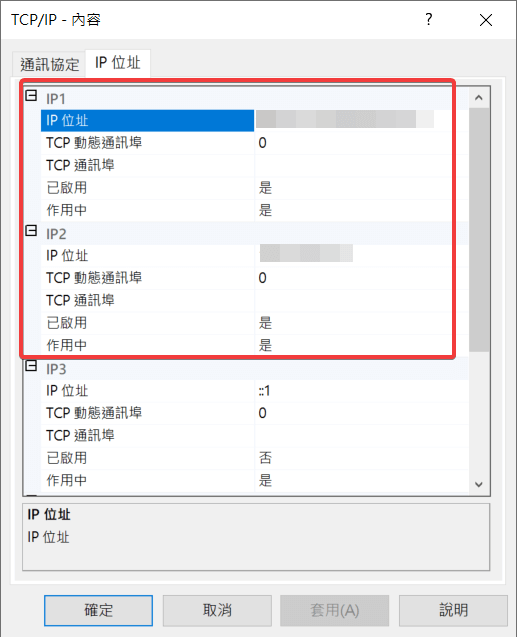 TCP/IP - 內容
通訊協定 IP 位址
IP1
IP 位址
TCP 動態通訊埠 0
TCP 通訊埠
已啟用 是
作用中 是
IP2
IP 位址
TCP 動態通訊埠 0
TCP 通訊埠
已啟用 是
作用中 是
IP3
IP 位址 ::1
TCP 動態通訊埠 0
TCP 通訊埠
已啟用 否
作用中 是
IP 位址
IP 位址
確定 取消 套用(A) 說明